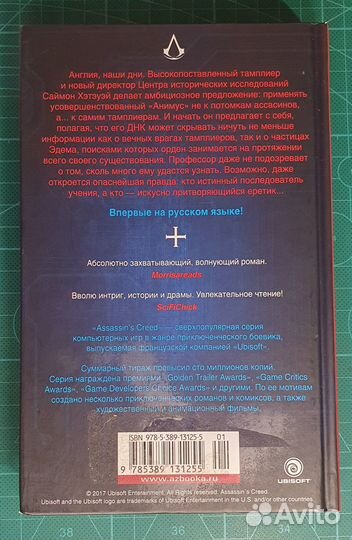 Англия, наши дни. Высокопоставленный тамплиер
и новый директор Центра исторических исследований
Саймон Хэтэуэй делает амбициозное предложение: применять
усовершенствованный «Анимус» не к потомкам ассасинов,
а... к самим тамплиерам. И начать он предлагает с себя,
полагая, что его ДНК может скрывать ничуть не меньше
информации как о вечных врагах тамплиеров, так и о частицах
Эдема, поисками которых орден занимается на протяжении
всего своего существования. Профессор даже не подозревает
о том, сколь много ему удастся узнать. Возможно, даже
откроется опаснейшая правда: кто истинный последователь
учения, а кто — искусно притворяющийся еретик...
Впервые на русском языке!
Абсолютно захватывающий, волнующий роман.
Morrisareads
Вволю интриг, истории и драмы. Увлекательное чтение!
SciFiChick
«Assassin's Creed» — сверхпопулярная серия
компьютерных игр в жанре приключенческого боевика,
выпускаемая французской компанией «Ubisoft».
Суммарный тираж превысил сто миллионов копий.
Серия награждена премиями «Golden Trailer Awards», «Game Critics
Awards», «Game Developers Choice Awards» и другими. По ее мотивам
создано несколько приключенческих романов и комиксов, а также
художественный и анимационный фильмы.
ISBN 978-5-389-13125-5
01
9 785389 131255
www.azbooka.ru
UBISOFT
© 2017 Ubisoft Entertainment. All Rights reserved. Assassin's Creed,
Ubisoft and the Ubisoft logo are trademarks of Ubisoft Entertainment in the U.S. and/or other countries.
38
36
34
Avito